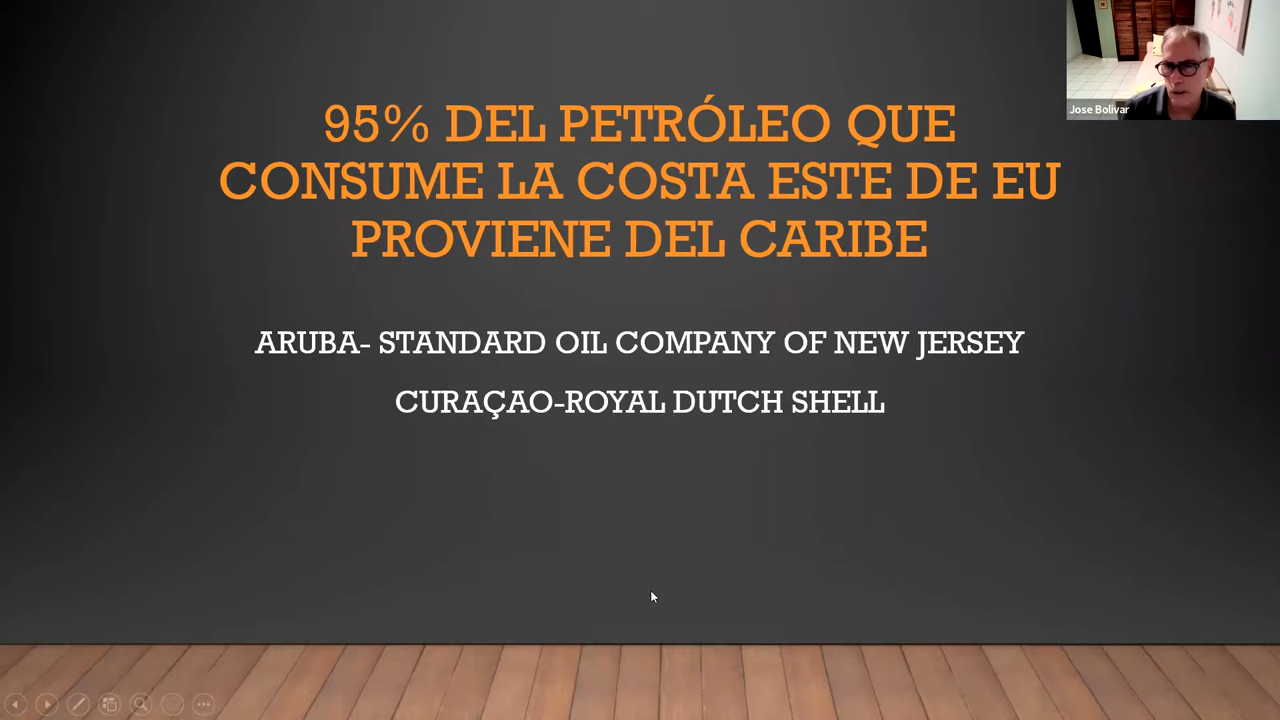 95% DEL PETRÓLEO QUE
CONSUME LA COSTA ESTE DE EU
PROVIENE DEL CARIBE
ARUBA- STANDARD OIL COMPANY OF NEW JERSEY
CURAÇAO-ROYAL DUTCH SHELL
Jose Bolivar